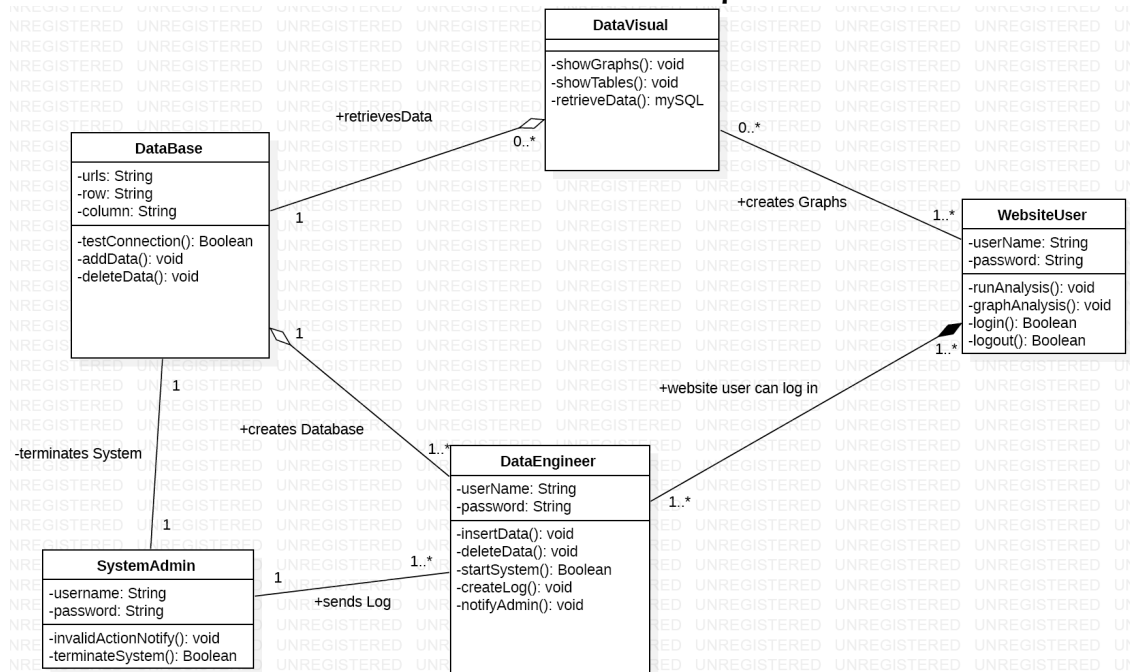 DataVisual
-showGraphs(): void
-showTables(): void
-retrieveData(): mySQL
+retrievesData
0..*
0..*
DataBase
-urls: String
-row: String
-column: String
-testConnection(): Boolean
-addData(): void
-deleteData(): void
1
+creates Graphs
1..*
WebsiteUser
-userName: String
-password: String
-runAnalysis(): void
-graphAnalysis(): void
-login(): Boolean
-logout(): Boolean
1
1..*
1
+website user can log in
+creates Database
1..*
-terminates System
DataEngineer
-userName: String
-password: String
-insertData(): void
-deleteData(): void
-startSystem(): Boolean
-createLog(): void
-notifyAdmin(): void
1..*
1
SystemAdmin
-username: String
-password: String
-invalidActionNotify(): void
-terminateSystem(): Boolean
1
1..*
+sends Log
UNREGISTERED